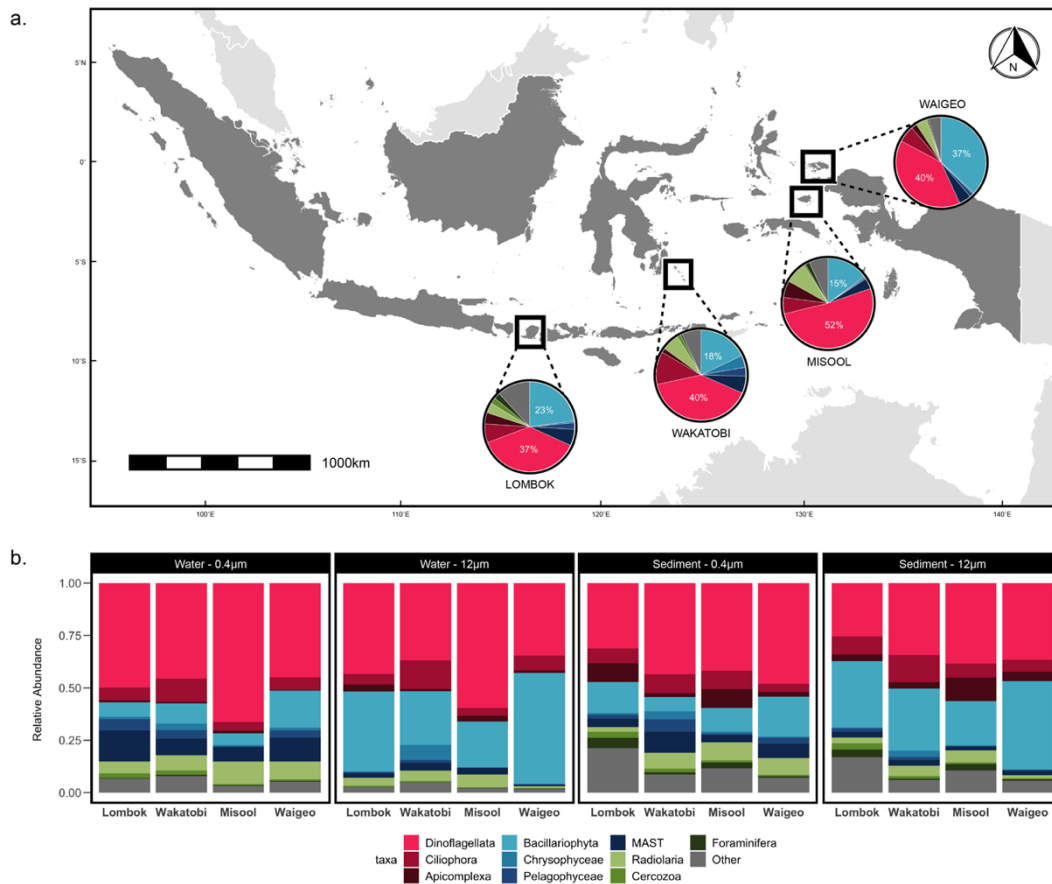 a.
5°N
0°
5°S
10°S
15°S
100°E
110°E
120°E
130°E
140°E
N
WAIGEO
37%
40%
15%
52%
MISOOL
18%
40%
WAKATOBI
23%
37%
LOMBOK
1000km
b.
Water - 0.4µm
Water - 12µm
Sediment - 0.4µm
Sediment - 12µm
Relative Abundance
1.00
0.75
0.50
0.25
0.00
Lombok Wakatobi Misool Waigeo
Lombok Wakatobi Misool Waigeo
Lombok Wakatobi Misool Waigeo
Lombok Wakatobi Misool Waigeo
taxa
Dinoflagellata
Ciliophora
Apicomplexa
Bacillariophyta
Chrysophyceae
Pelagophyceae
MAST
Radiolaria
Cercozoa
Foraminifera
Other